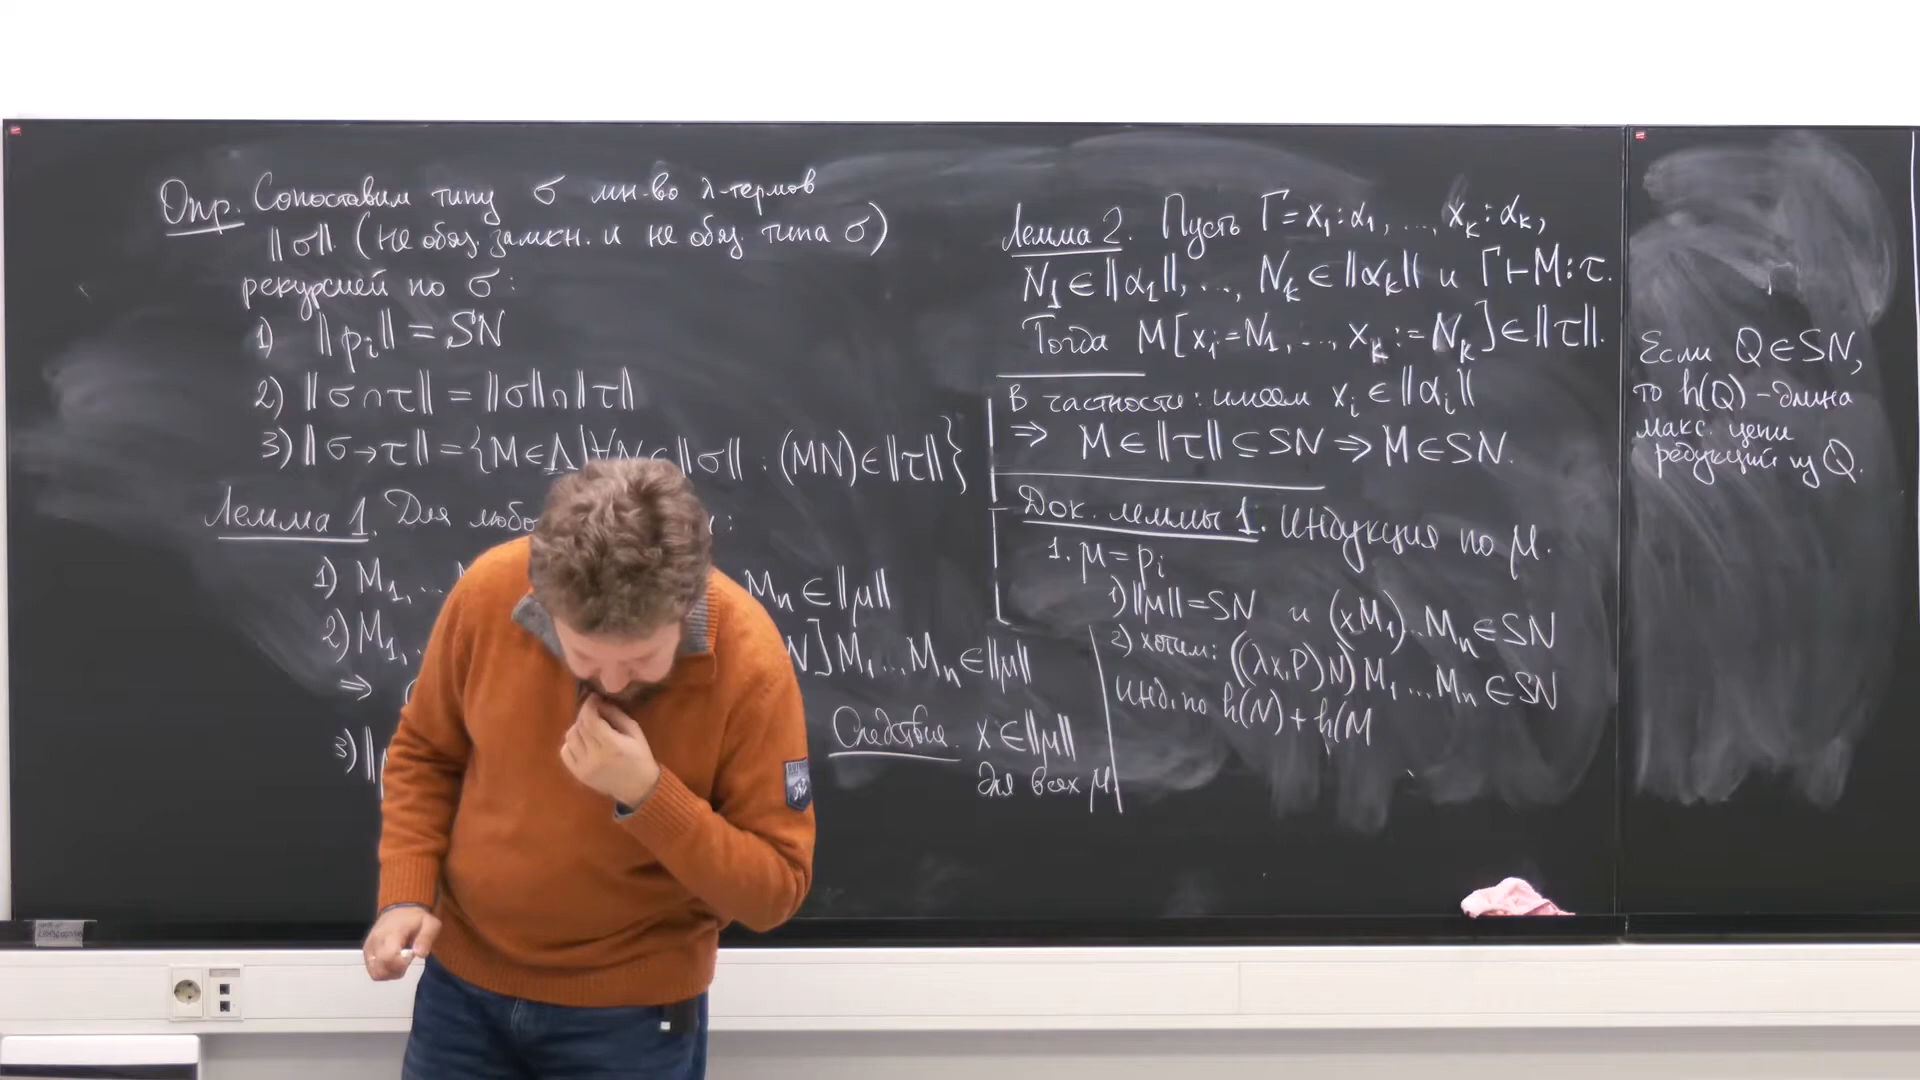 Опр. Сопоставим типу σ мн-во λ-термов
‖σ‖ (не обяз. замкн. и не обяз. типа σ)
рекурсией по σ:
1) ‖pᵢ‖ = SN
2) ‖σ∩τ‖ = ‖σ‖∩‖τ‖
3) ‖σ→τ‖ = {M∈Λ|∀N∈‖σ‖ : (MN)∈‖τ‖}
Лемма 1. Для :
1) M₁,... Mₙ∈‖μ‖
2) M₁, N]M₁...Mₙ∈‖μ‖
⇒
3) ‖
Следствие. x∈‖μ‖
для всех μ.
Лемма 2. Пусть Γ=x₁:α₁, ..., xₖ:αₖ,
N₁∈‖α₁‖, ..., Nₖ∈‖αₖ‖ и Γ⊢M:τ.
Тогда M[x₁:=N₁, ..., xₖ:=Nₖ]∈‖τ‖.
В частности: имеем xᵢ∈‖αᵢ‖
⇒ M∈‖τ‖⊆SN ⇒ M∈SN.
Док. леммы 1. Индукция по μ.
1. μ=pᵢ
1) ‖μ‖=SN и (xM₁)...Mₙ∈SN
2) хотим: ((λx.P)N)M₁...Mₙ∈SN
Инд. по h(N)+h(M
Если Q∈SN,
то h(Q) – длина
макс. цепи
редукций из Q.